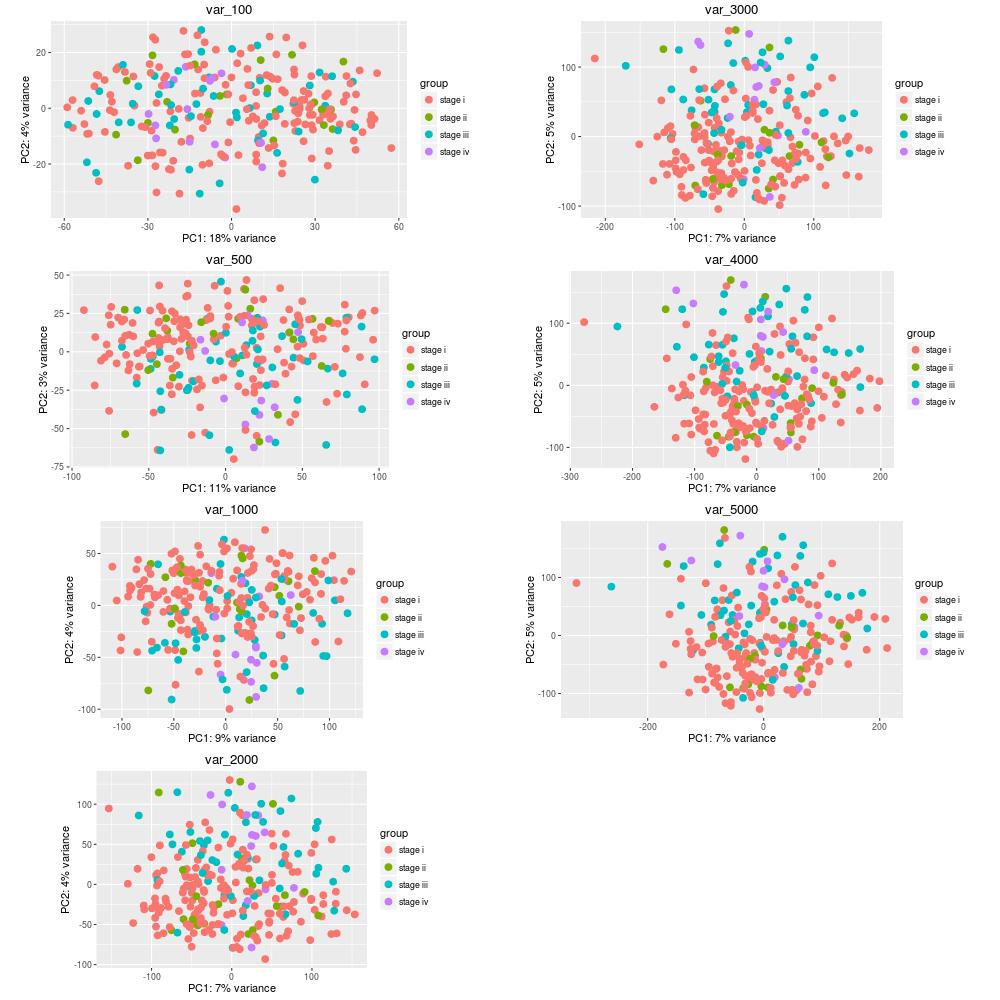 var_100
20
0
-20
-60
-30
0
30
60
PC2: 4% variance
PC1: 18% variance
group
stage i
stage ii
stage iii
stage iv
var_3000
100
0
-100
-200
-100
0
100
PC2: 5% variance
PC1: 7% variance
group
stage i
stage ii
stage iii
stage iv
var_500
50
25
0
-25
-50
-75
-100
-50
0
50
100
PC2: 3% variance
PC1: 11% variance
group
stage i
stage ii
stage iii
stage iv
var_4000
100
0
-100
-300
-200
-100
0
100
200
PC2: 5% variance
PC1: 7% variance
group
stage i
stage ii
stage iii
stage iv
var_1000
50
0
-50
-100
-100
-50
0
50
100
PC2: 4% variance
PC1: 9% variance
group
stage i
stage ii
stage iii
stage iv
var_5000
100
0
-100
-200
0
200
PC2: 5% variance
PC1: 7% variance
group
stage i
stage ii
stage iii
stage iv
var_2000
100
50
0
-50
-100
-100
0
100
PC2: 4% variance
PC1: 7% variance
group
stage i
stage ii
stage iii
stage iv